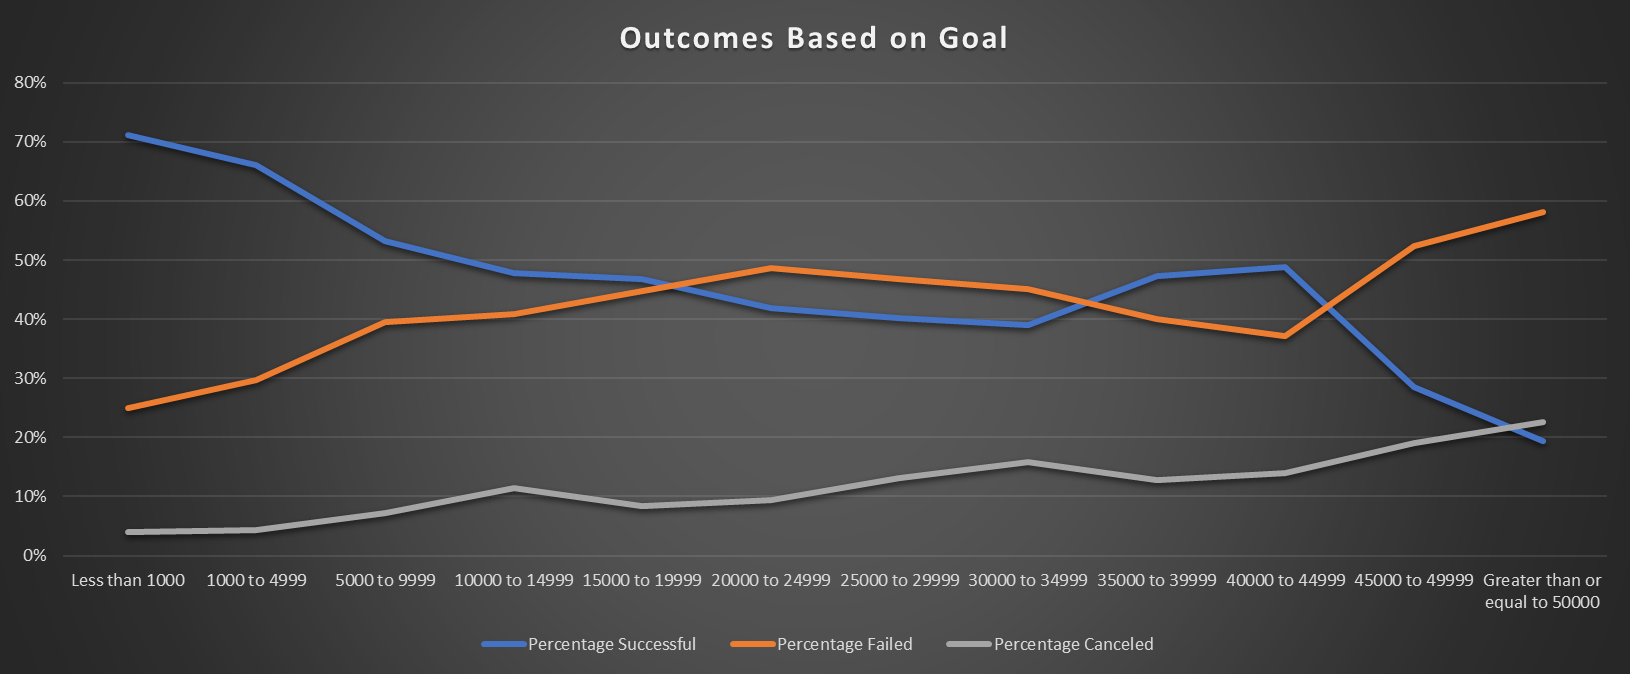 Outcomes Based on Goal
80%
70%
60%
50%
40%
30%
20%
10%
0%
Less than 1000 1000 to 4999 5000 to 9999 10000 to 14999 15000 to 19999 20000 to 24999 25000 to 29999 30000 to 34999 35000 to 39999 40000 to 44999 45000 to 49999 Greater than or
equal to 50000
Percentage Successful Percentage Failed Percentage Canceled